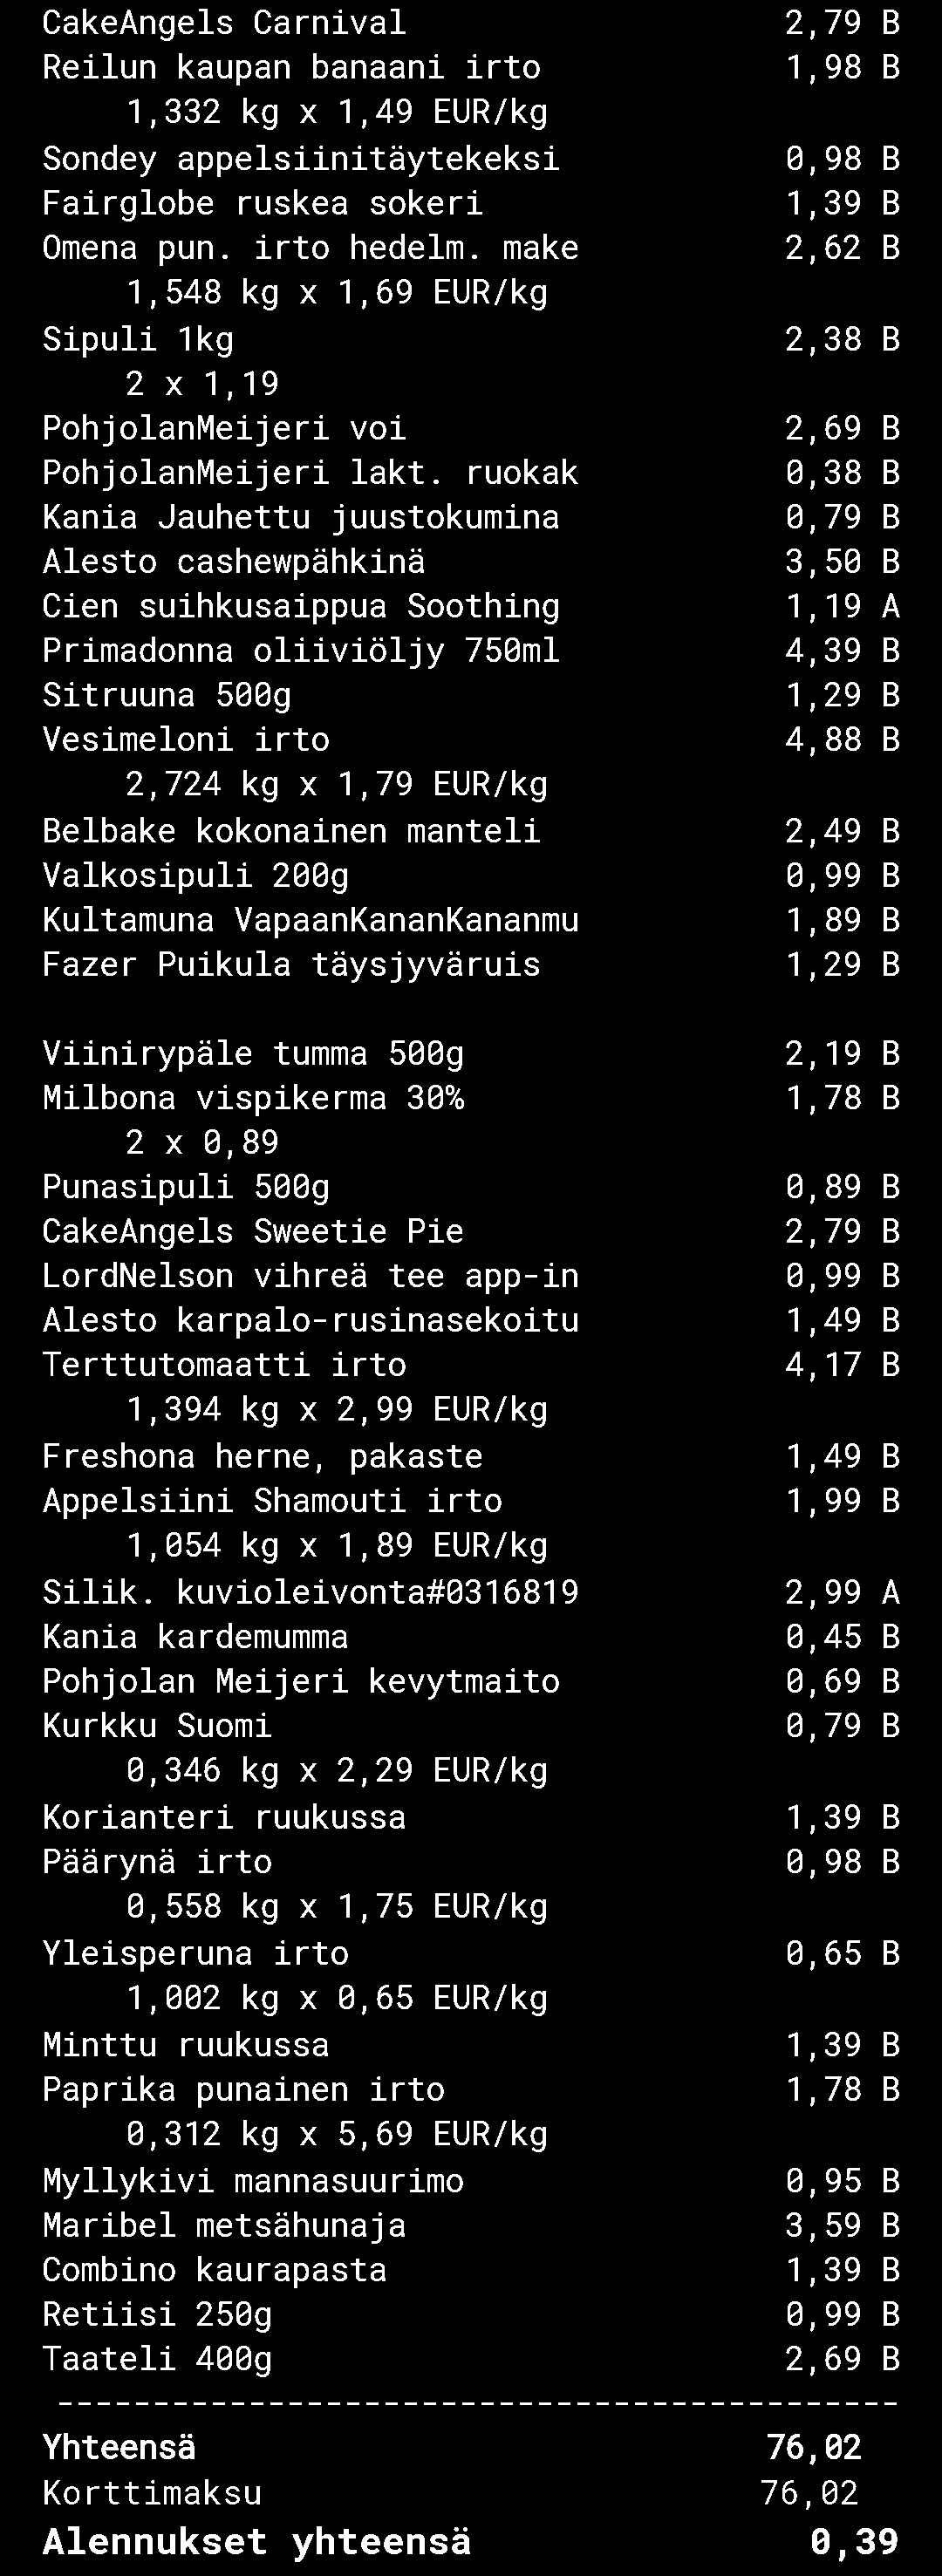 CakeAngels Carnival 2,79 B
Reilun kaupan banaani irto 1,98 B
1,332 kg x 1,49 EUR/kg
Sondey appelsiinitäytekeksi 0,98 B
Fairglobe ruskea sokeri 1,39 B
Omena pun. irto hedelm. make 2,62 B
1,548 kg x 1,69 EUR/kg
Sipuli 1kg 2,38 B
2 x 1,19
PohjolanMeijeri voi 2,69 B
PohjolanMeijeri lakt. ruokak 0,38 B
Kania Jauhettu juustokumina 0,79 B
Alesto cashewpähkinä 3,50 B
Cien suihkusaippua Soothing 1,19 A
Primadonna oliiviöljy 750ml 4,39 B
Sitruuna 500g 1,29 B
Vesimeloni irto 4,88 B
2,724 kg x 1,79 EUR/kg
Belbake kokonainen manteli 2,49 B
Valkosipuli 200g 0,99 B
Kultamuna VapaanKananKananmu 1,89 B
Fazer Puikula täysjyväruis 1,29 B
Viinirypäle tumma 500g 2,19 B
Milbona vispikerma 30% 1,78 B
2 x 0,89
Punasipuli 500g 0,89 B
CakeAngels Sweetie Pie 2,79 B
LordNelson vihreä tee app-in 0,99 B
Alesto karpalo-rusinasekoitu 1,49 B
Terttutomaatti irto 4,17 B
1,394 kg x 2,99 EUR/kg
Freshona herne, pakaste 1,49 B
Appelsiini Shamouti irto 1,99 B
1,054 kg x 1,89 EUR/kg
Silik. kuvioleivonta#0316819 2,99 A
Kania kardemumma 0,45 B
Pohjolan Meijeri kevytmaito 0,69 B
Kurkku Suomi 0,79 B
0,346 kg x 2,29 EUR/kg
Korianteri ruukussa 1,39 B
Päärynä irto 0,98 B
0,558 kg x 1,75 EUR/kg
Yleisperuna irto 0,65 B
1,002 kg x 0,65 EUR/kg
Minttu ruukussa 1,39 B
Paprika punainen irto 1,78 B
0,312 kg x 5,69 EUR/kg
Myllykivi mannasuurimo 0,95 B
Maribel metsähunaja 3,59 B
Combino kaurapasta 1,39 B
Retiisi 250g 0,99 B
Taateli 400g 2,69 B
--------------------------------------------
Yhteensä 76,02
Korttimaksu 76,02
Alennukset yhteensä 0,39